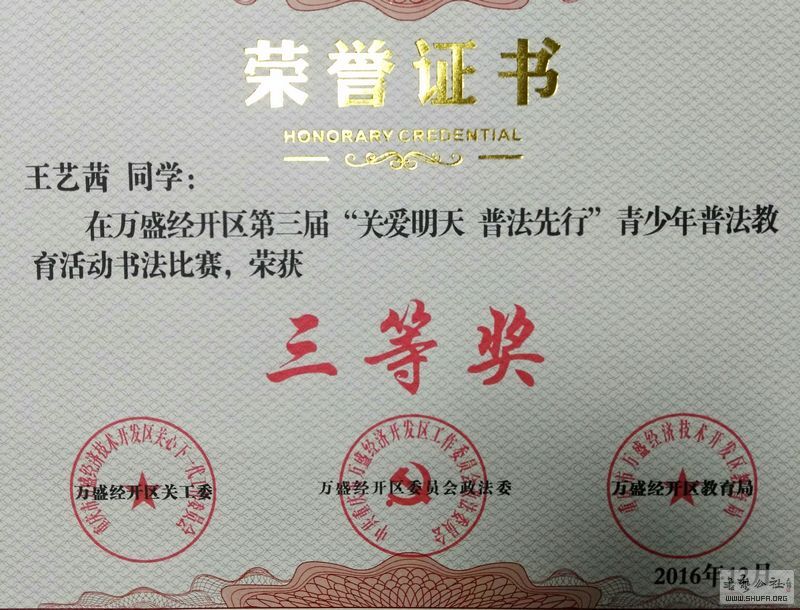 荣誉证书
HONORARY CREDENTIAL
王艺茜 同学：
在万盛经开区第三届“关爱明天 普法先行”青少年普法教
育活动书法比赛，荣获
三等奖
万盛经开区关工委
万盛经开区委员会政法委
万盛经开区教育局
2016年12月
WWW.SHUFA.ORG